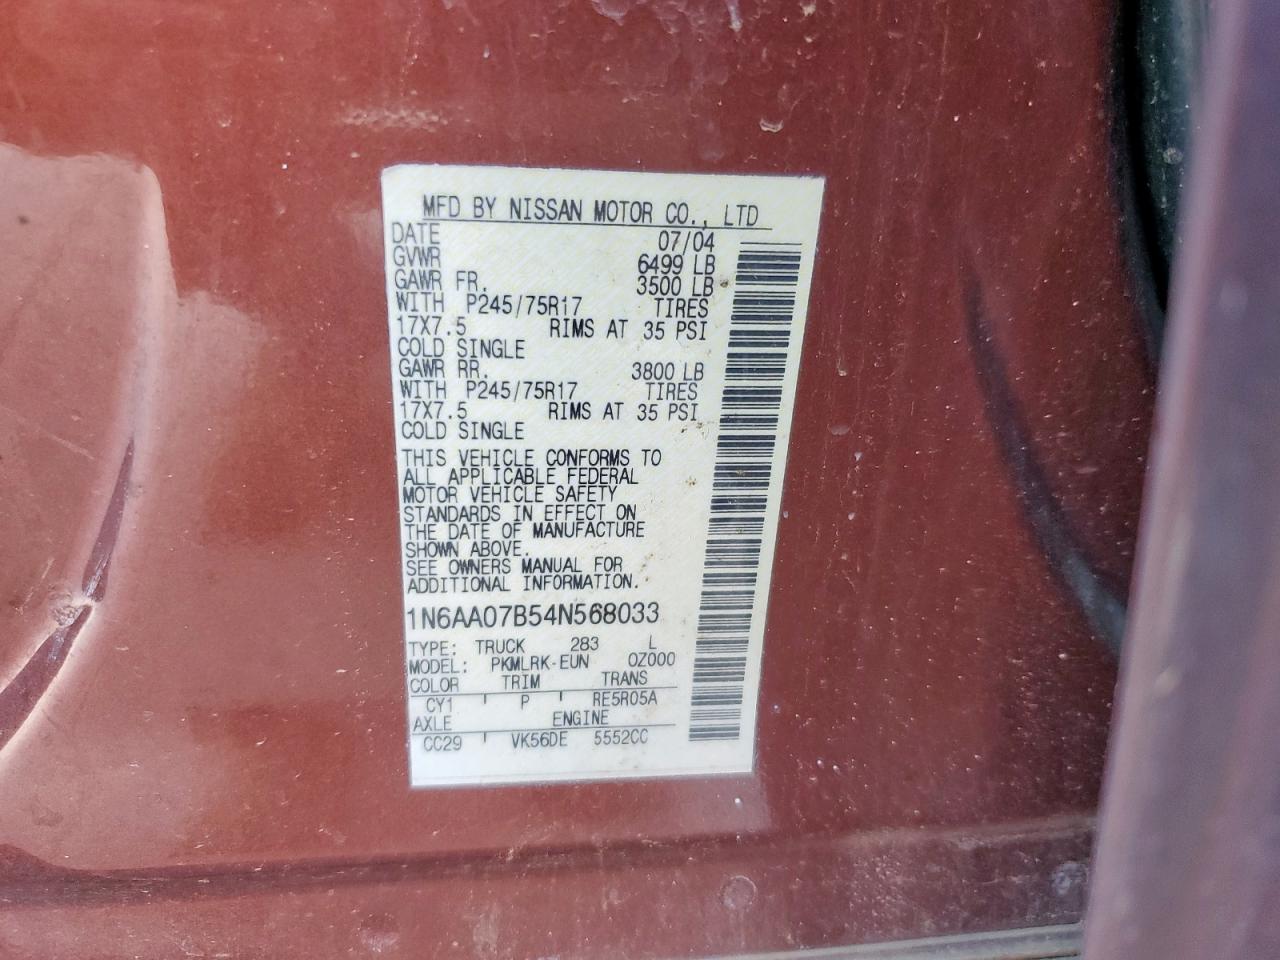 MFD BY NISSAN MOTOR CO., LTD
DATE 07/04
GVWR 6499 LB
GAWR FR. 3500 LB
WITH P245/75R17 TIRES
17X7.5 RIMS AT 35 PSI
COLD SINGLE
GAWR RR. 3800 LB
WITH P245/75R17 TIRES
17X7.5 RIMS AT 35 PSI
COLD SINGLE
THIS VEHICLE CONFORMS TO
ALL APPLICABLE FEDERAL
MOTOR VEHICLE SAFETY
STANDARDS IN EFFECT ON
THE DATE OF MANUFACTURE
SHOWN ABOVE.
SEE OWNERS MANUAL FOR
ADDITIONAL INFORMATION.
1N6AA07B54N568033
TYPE: TRUCK 283 L
MODEL: PKMLRK-EUN 0Z000
COLOR TRIM TRANS
CY1 ' P ' RE5R05A
AXLE ENGINE
CC29 ' VK56DE 5552CC